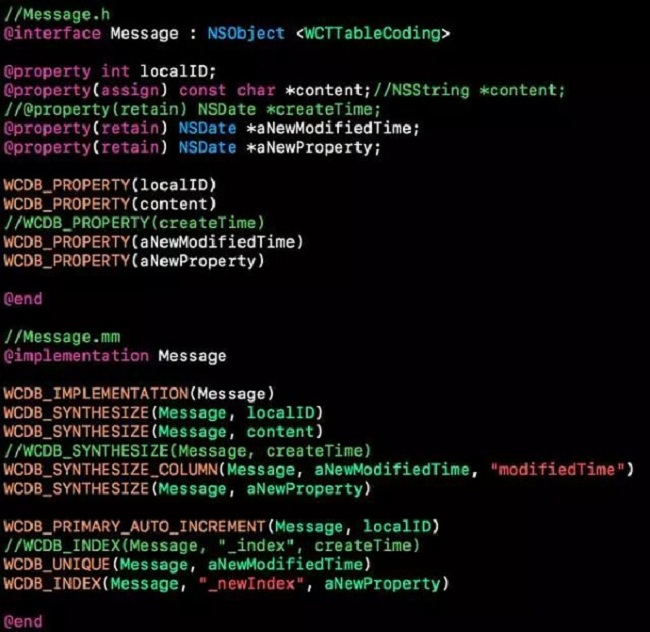 //Message.h
@interface Message : NSObject <WCTTableCoding>
@property int localID;
@property(assign) const char *content;//NSString *content;
//@property(retain) NSDate *createTime;
@property(retain) NSDate *aNewModifiedTime;
@property(retain) NSDate *aNewProperty;
WCDB_PROPERTY(localID)
WCDB_PROPERTY(content)
//WCDB_PROPERTY(createTime)
WCDB_PROPERTY(aNewModifiedTime)
WCDB_PROPERTY(aNewProperty)
@end
//Message.mm
@implementation Message
WCDB_IMPLEMENTATION(Message)
WCDB_SYNTHESIZE(Message, localID)
WCDB_SYNTHESIZE(Message, content)
//WCDB_SYNTHESIZE(Message, createTime)
WCDB_SYNTHESIZE_COLUMN(Message, aNewModifiedTime, "modifiedTime")
WCDB_SYNTHESIZE(Message, aNewProperty)
WCDB_PRIMARY_AUTO_INCREMENT(Message, localID)
//WCDB_INDEX(Message, "_index", createTime)
WCDB_UNIQUE(Message, aNewModifiedTime)
WCDB_INDEX(Message, "_newIndex", aNewProperty)
@end